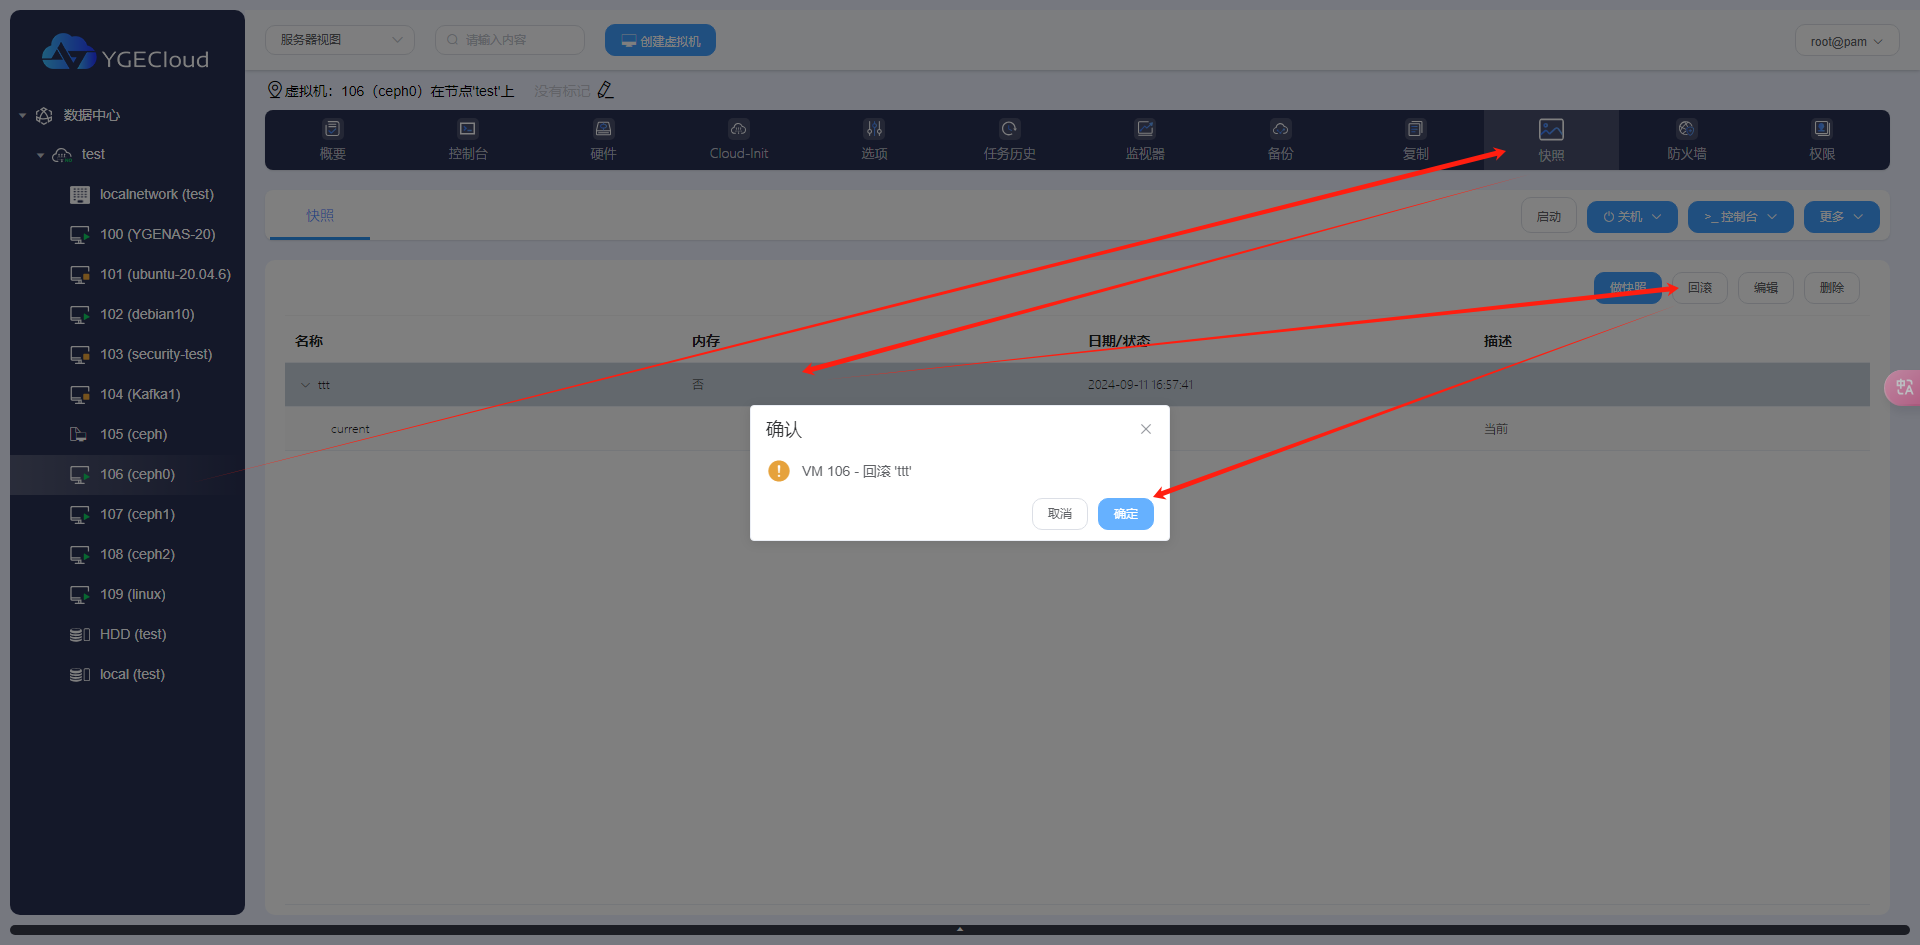 YGECloud
服务器视图
请输入内容
创建虚拟机
root@pam
虚拟机：106（ceph0）在节点'test'上
没有标记
数据中心
test
localnetwork (test)
100 (YGENAS-20)
101 (ubuntu-20.04.6)
102 (debian10)
103 (security-test)
104 (Kafka1)
105 (ceph)
106 (ceph0)
107 (ceph1)
108 (ceph2)
109 (linux)
HDD (test)
local (test)
概要
控制台
硬件
Cloud-Init
选项
任务历史
监视器
备份
复制
快照
防火墙
权限
快照
启动
关机
>_ 控制台
更多
做快照
回滚
编辑
删除
名称
内存
日期/状态
描述
ttt
否
2024-09-11 16:57:41
current
当前
确认
VM 106 - 回滚 'ttt'
取消
确定
中A